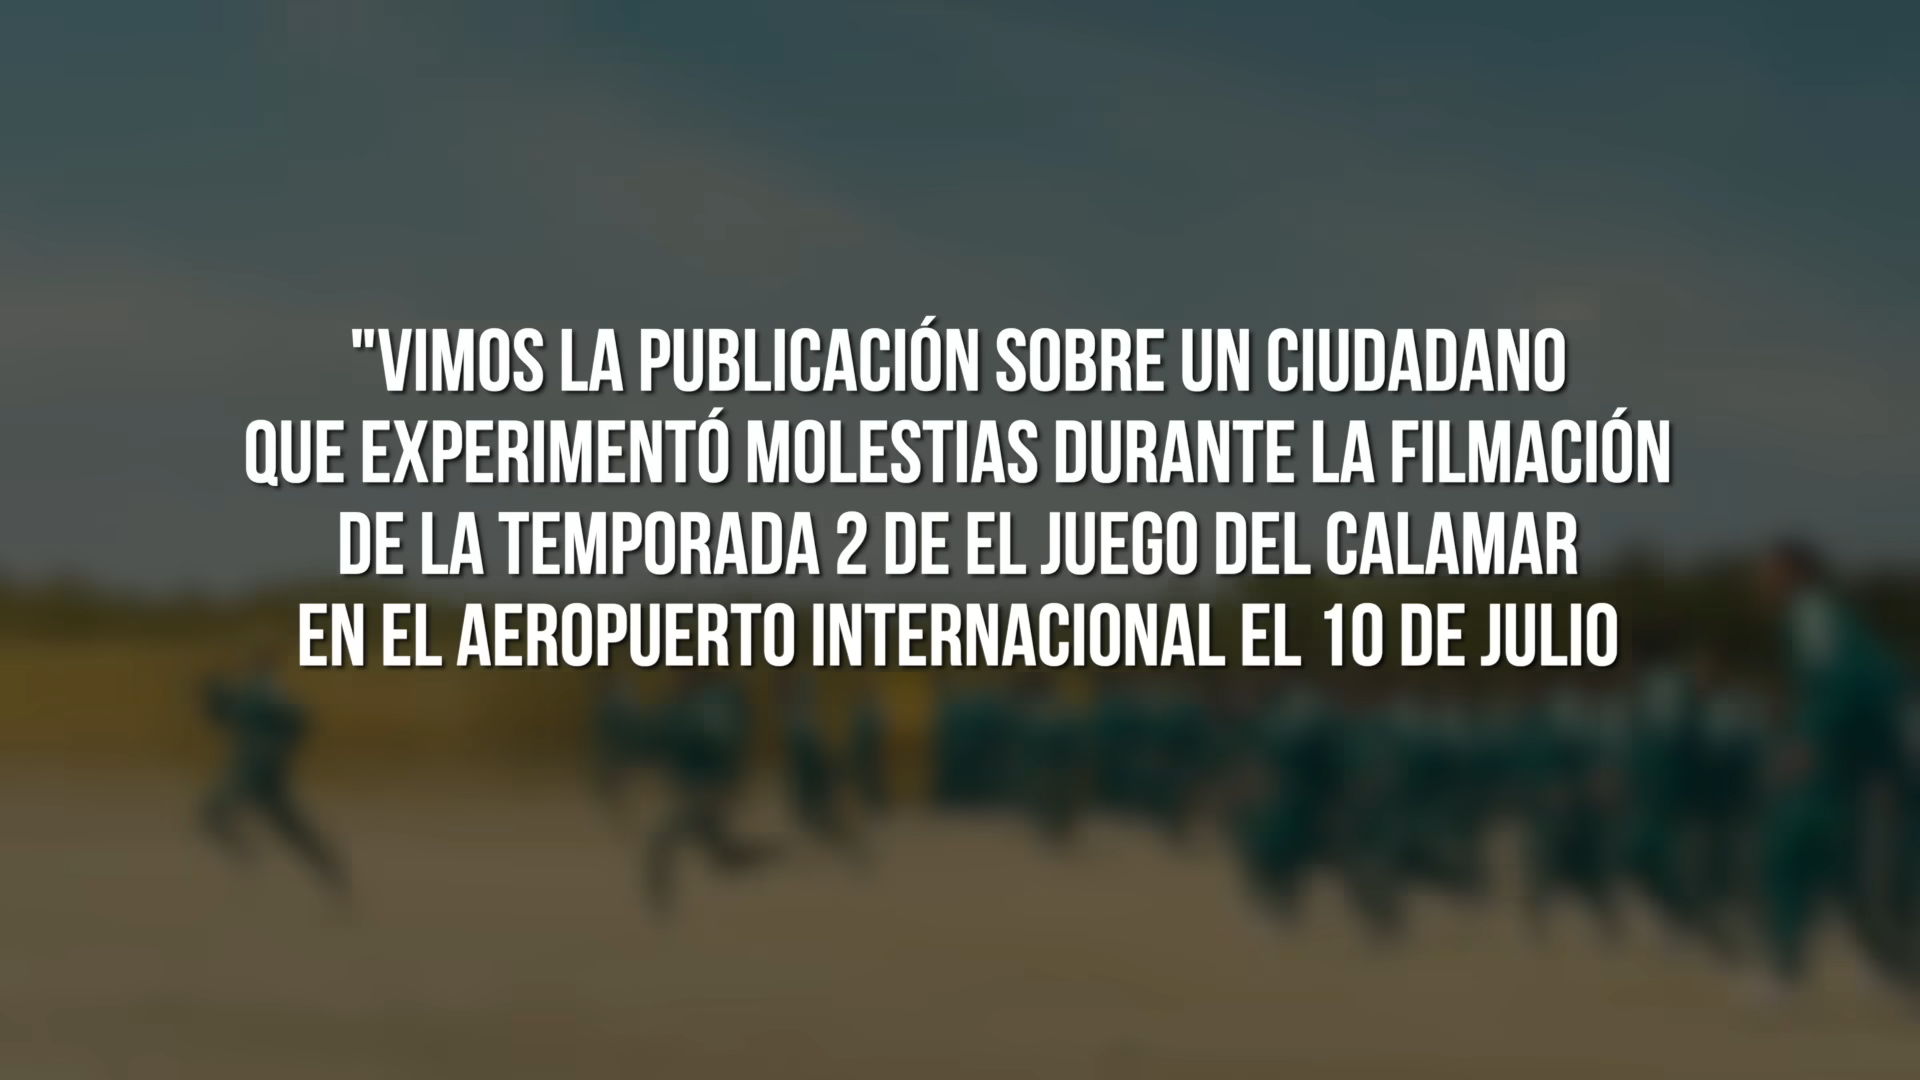 "VIMOS LA PUBLICACIÓN SOBRE UN CIUDADANO
QUE EXPERIMENTÓ MOLESTIAS DURANTE LA FILMACIÓN
DE LA TEMPORADA 2 DE EL JUEGO DEL CALAMAR
EN EL AEROPUERTO INTERNACIONAL EL 10 DE JULIO